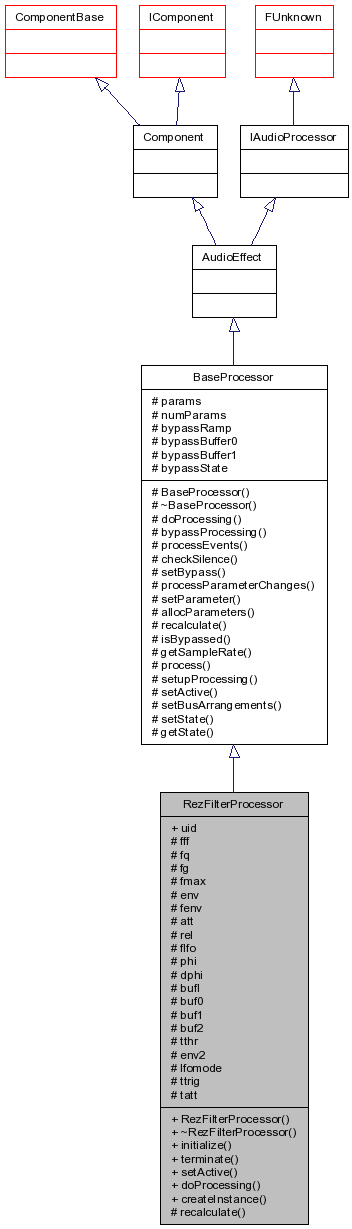 ComponentBase
IComponent
FUnknown
Component
IAudioProcessor
AudioEffect
BaseProcessor
# params
# numParams
# bypassRamp
# bypassBuffer0
# bypassBuffer1
# bypassState
# BaseProcessor()
# ~BaseProcessor()
# doProcessing()
# bypassProcessing()
# processEvents()
# checkSilence()
# setBypass()
# processParameterChanges()
# setParameter()
# allocParameters()
# recalculate()
# isBypassed()
# getSampleRate()
# process()
# setupProcessing()
# setActive()
# setBusArrangements()
# setState()
# getState()
RezFilterProcessor
+ uid
# fff
# fq
# fg
# fmax
# env
# fenv
# att
# rel
# flfo
# phi
# dphi
# bufl
# buf0
# buf1
# buf2
# tthr
# env2
# lfomode
# ttrig
# tatt
+ RezFilterProcessor()
+ ~RezFilterProcessor()
+ initialize()
+ terminate()
+ setActive()
+ doProcessing()
+ createInstance()
# recalculate()